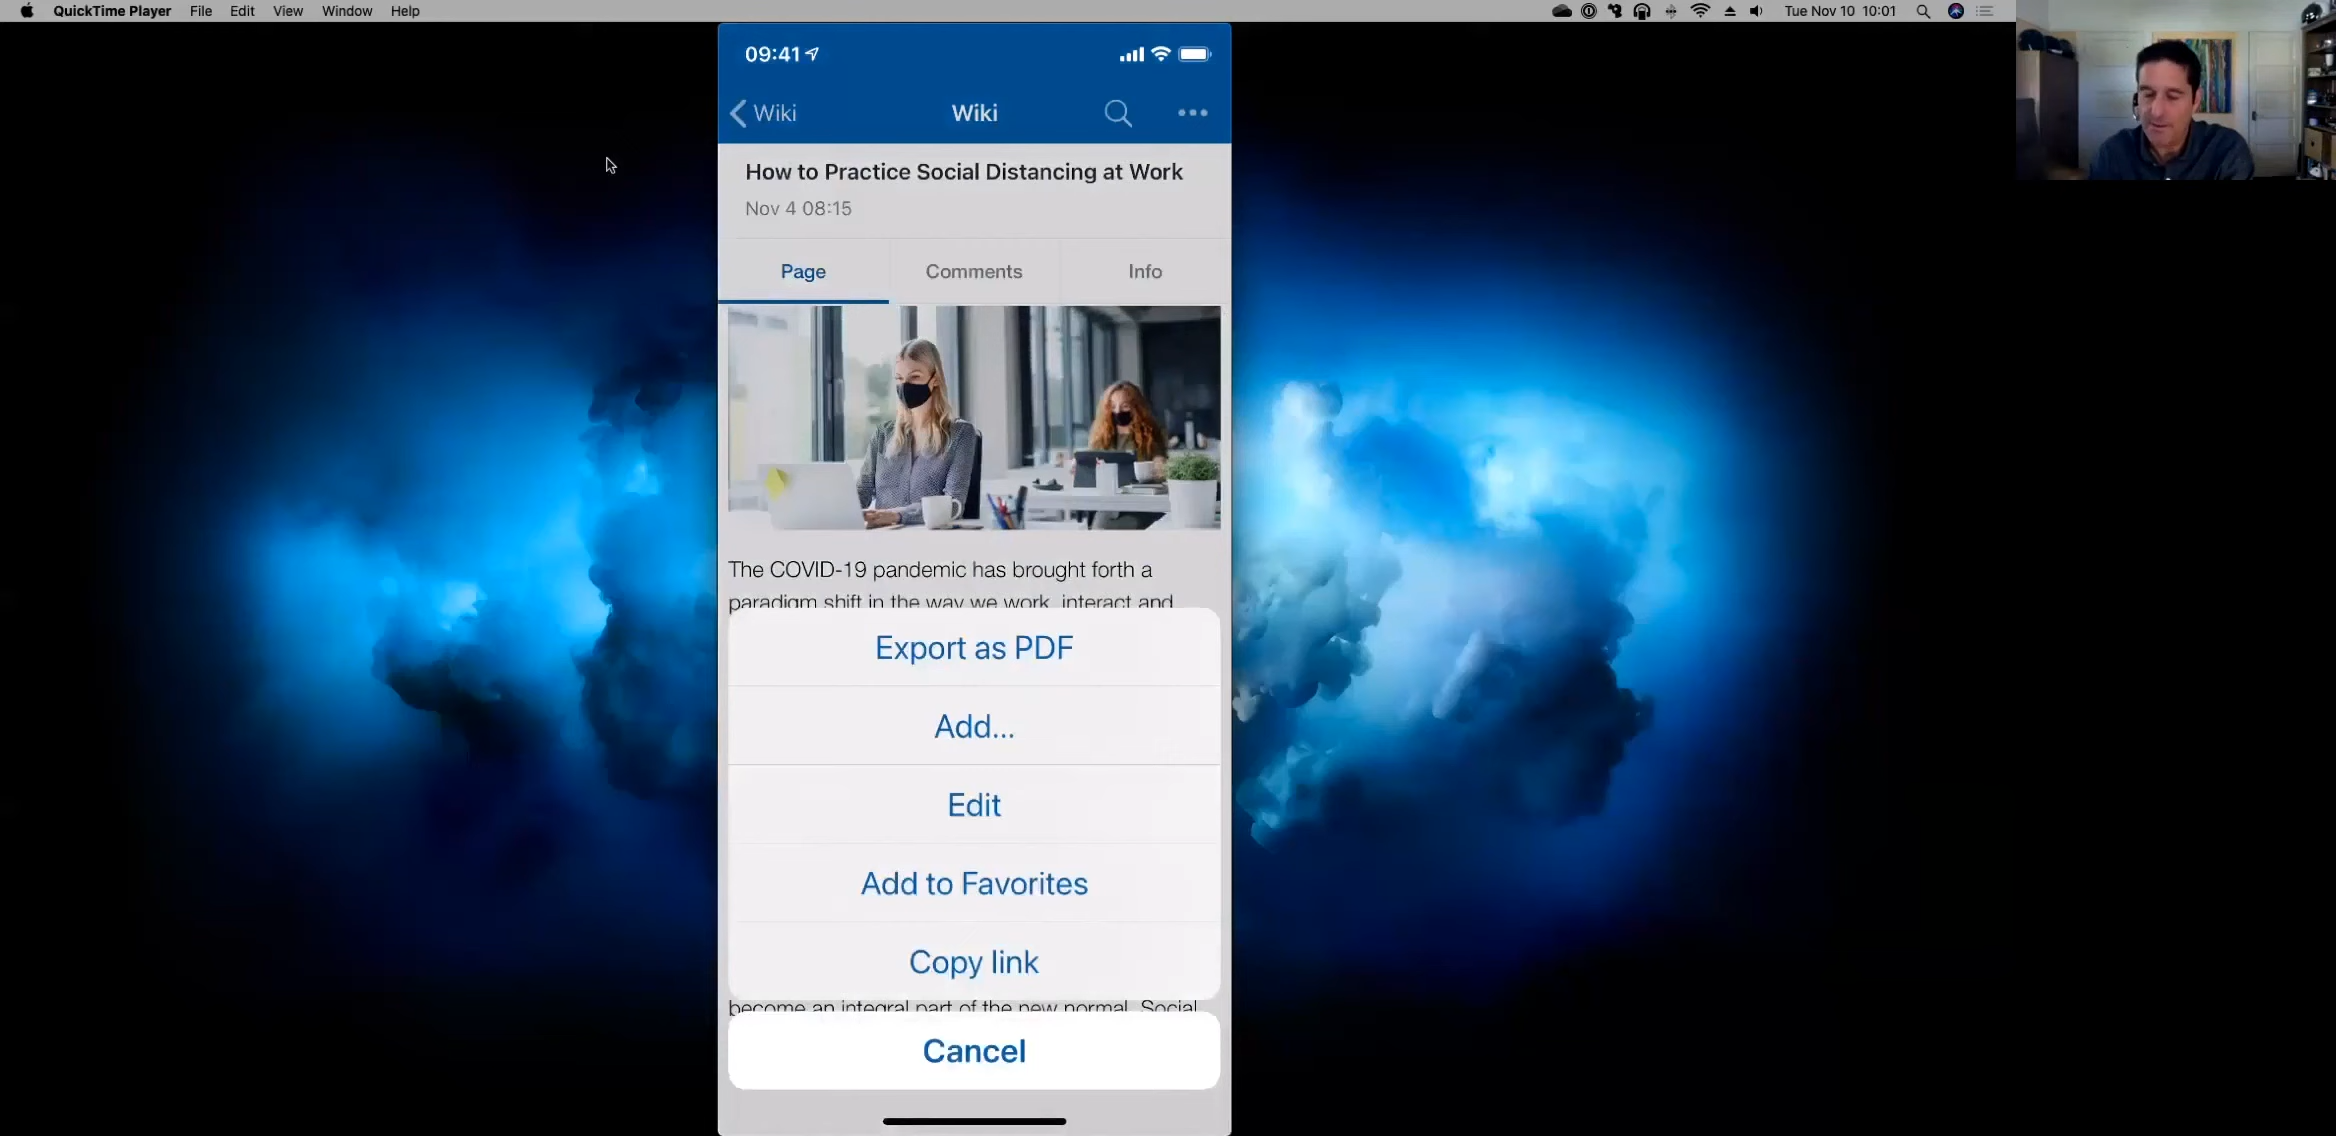 QuickTime Player File Edit View Window Help Tue Nov 10 10:01
09:41
Wiki Wiki
How to Practice Social Distancing at Work
Nov 4 08:15
Page Comments Info
The COVID-19 pandemic has brought forth a
paradigm shift in the way we work, interact and
Export as PDF
Add...
Edit
Add to Favorites
Copy link
become an integral part of the new normal. Social
Cancel